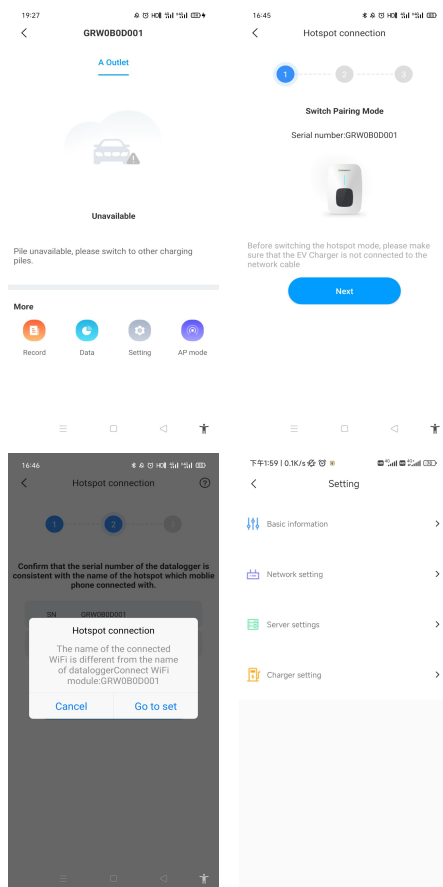 19:27
GRW0B0D001
A Outlet
Unavailable
Pile unavailable, please switch to other charging
piles.
More
Record
Data
Setting
AP mode
16:45
Hotspot connection
1
2
3
Switch Pairing Mode
Serial number:GRW0B0D001
Before switching the hotspot mode, please make
sure that the EV Charger is not connected to the
network cable
Next
16:46
Hotspot connection
1
2
Confirm that the serial number of the datalogger is
consistent with the name of the hotspot which moblie
phone connected with.
SN GRW0B0D001
Hotspot connection
The name of the connected
WiFi is different from the name
of dataloggerConnect WiFi
module:GRW0B0D001
Cancel
Go to set
下午1:59 | 0.1K/s
Setting
Basic information
Network setting
Server settings
Charger setting